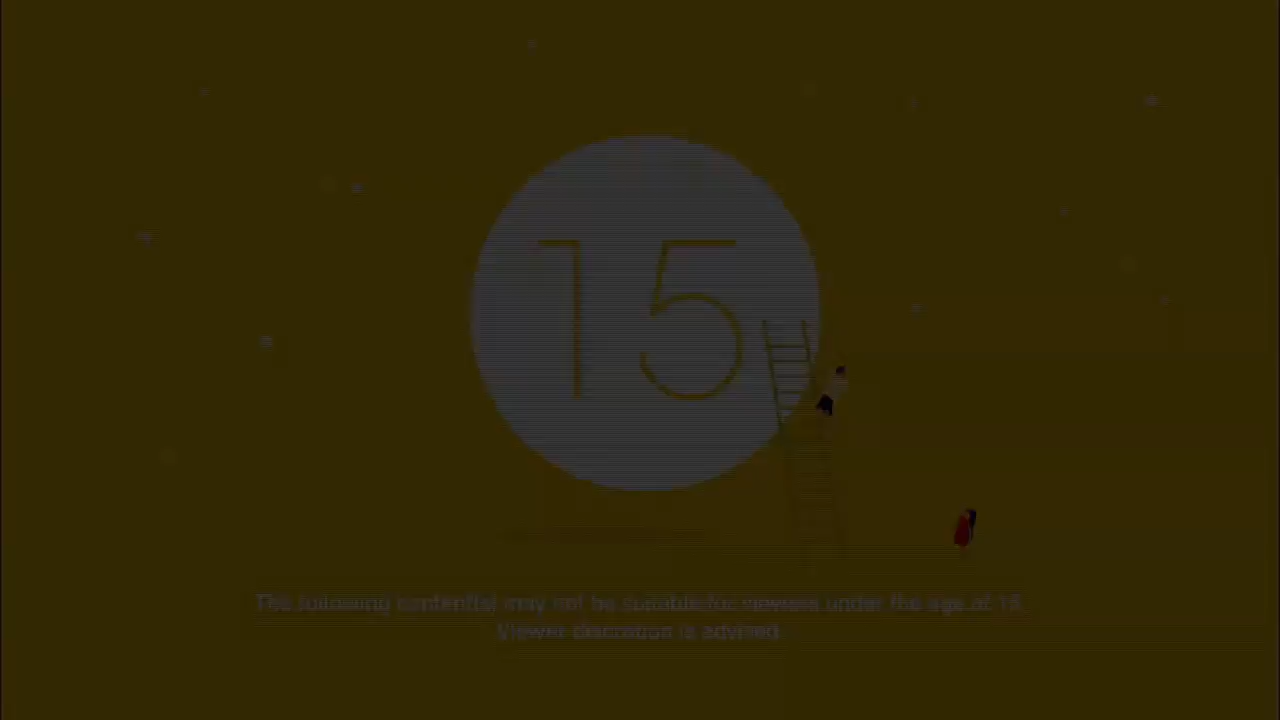 15
The following content(s) may not be suitable for viewers under the age of 15.
Viewer discretion is advised.